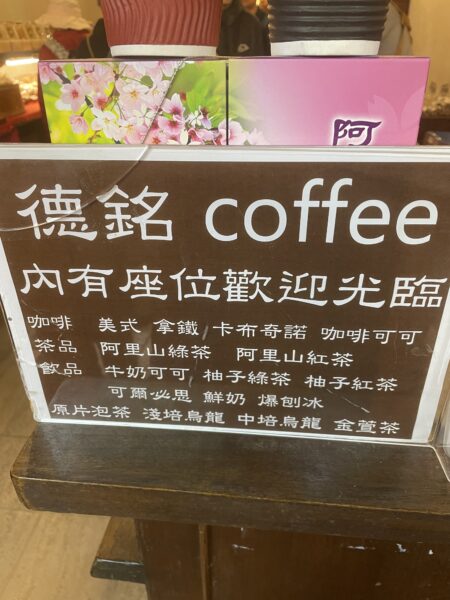 阿
德銘 coffee
內有座位歡迎光臨
咖啡 美式 拿鐵 卡布奇諾 咖啡可可
茶品 阿里山綠茶 阿里山紅茶
飲品 牛奶可可 柚子綠茶 柚子紅茶
可爾必思 鮮奶 爆刨冰
原片泡茶 淺培烏龍 中培烏龍 金萱茶